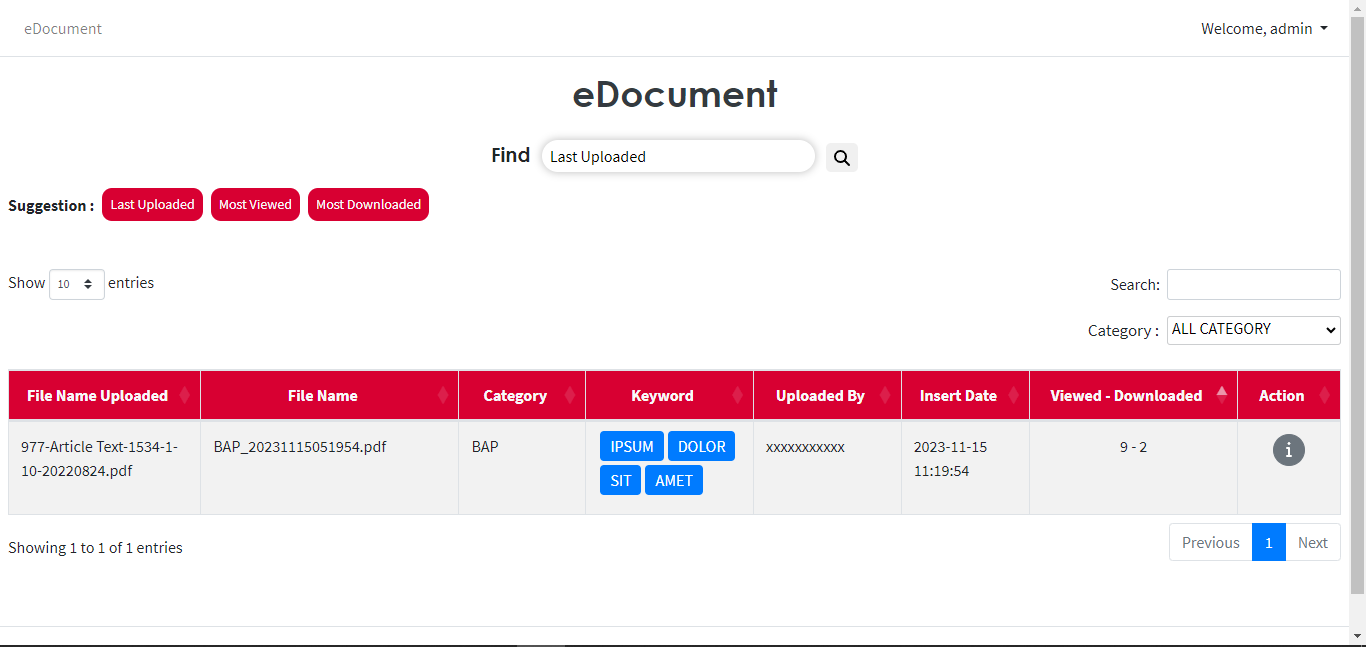 eDocument
Welcome, admin
eDocument
Find Last Uploaded
Suggestion : Last Uploaded Most Viewed Most Downloaded
Show 10 entries
Search:
Category : ALL CATEGORY
File Name Uploaded File Name Category Keyword Uploaded By Insert Date Viewed - Downloaded Action
977-Article Text-1534-1- BAP_20231115051954.pdf BAP IPSUM DOLOR xxxxxxxxxxx 2023-11-15 9 - 2 i
10-20220824.pdf SIT AMET 11:19:54
Showing 1 to 1 of 1 entries
Previous 1 Next